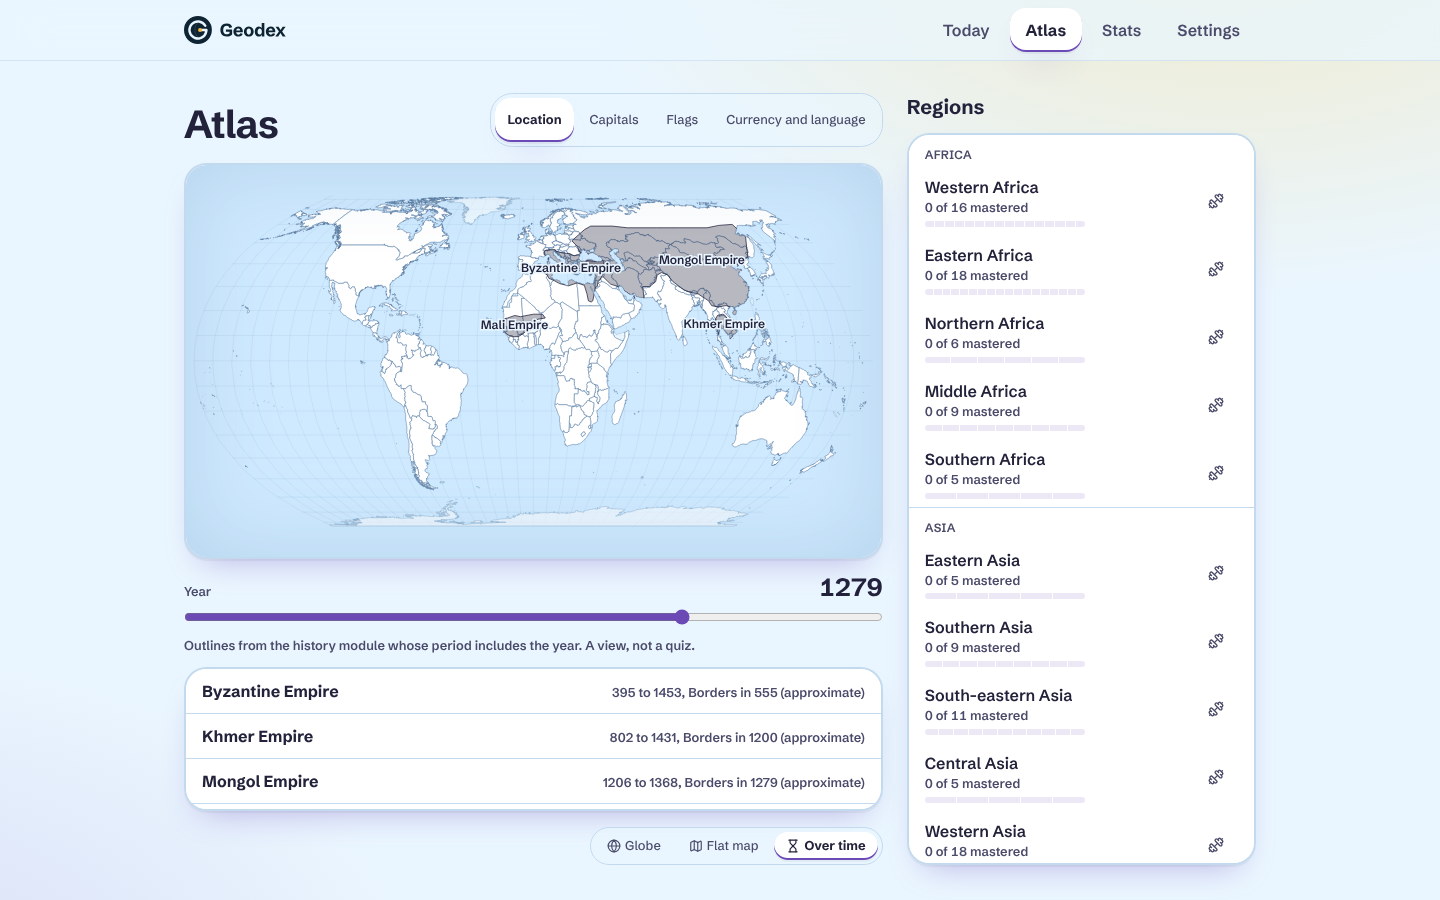 Geodex
Today
Atlas
Stats
Settings
Atlas
Location
Capitals
Flags
Currency and language
Byzantine Empire
Mongol Empire
Mali Empire
Khmer Empire
Year
1279
Outlines from the history module whose period includes the year. A view, not a quiz.
Byzantine Empire
395 to 1453, Borders in 555 (approximate)
Khmer Empire
802 to 1431, Borders in 1200 (approximate)
Mongol Empire
1206 to 1368, Borders in 1279 (approximate)
Globe
Flat map
Over time
Regions
AFRICA
Western Africa
0 of 16 mastered
Eastern Africa
0 of 18 mastered
Northern Africa
0 of 6 mastered
Middle Africa
0 of 9 mastered
Southern Africa
0 of 5 mastered
ASIA
Eastern Asia
0 of 5 mastered
Southern Asia
0 of 9 mastered
South-eastern Asia
0 of 11 mastered
Central Asia
0 of 5 mastered
Western Asia
0 of 18 mastered